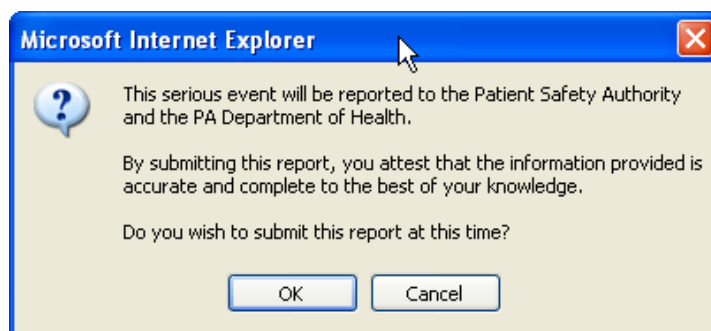 Microsoft Internet Explorer
This serious event will be reported to the Patient Safety Authority
and the PA Department of Health.
By submitting this report, you attest that the information provided is
accurate and complete to the best of your knowledge.
Do you wish to submit this report at this time?
OK Cancel